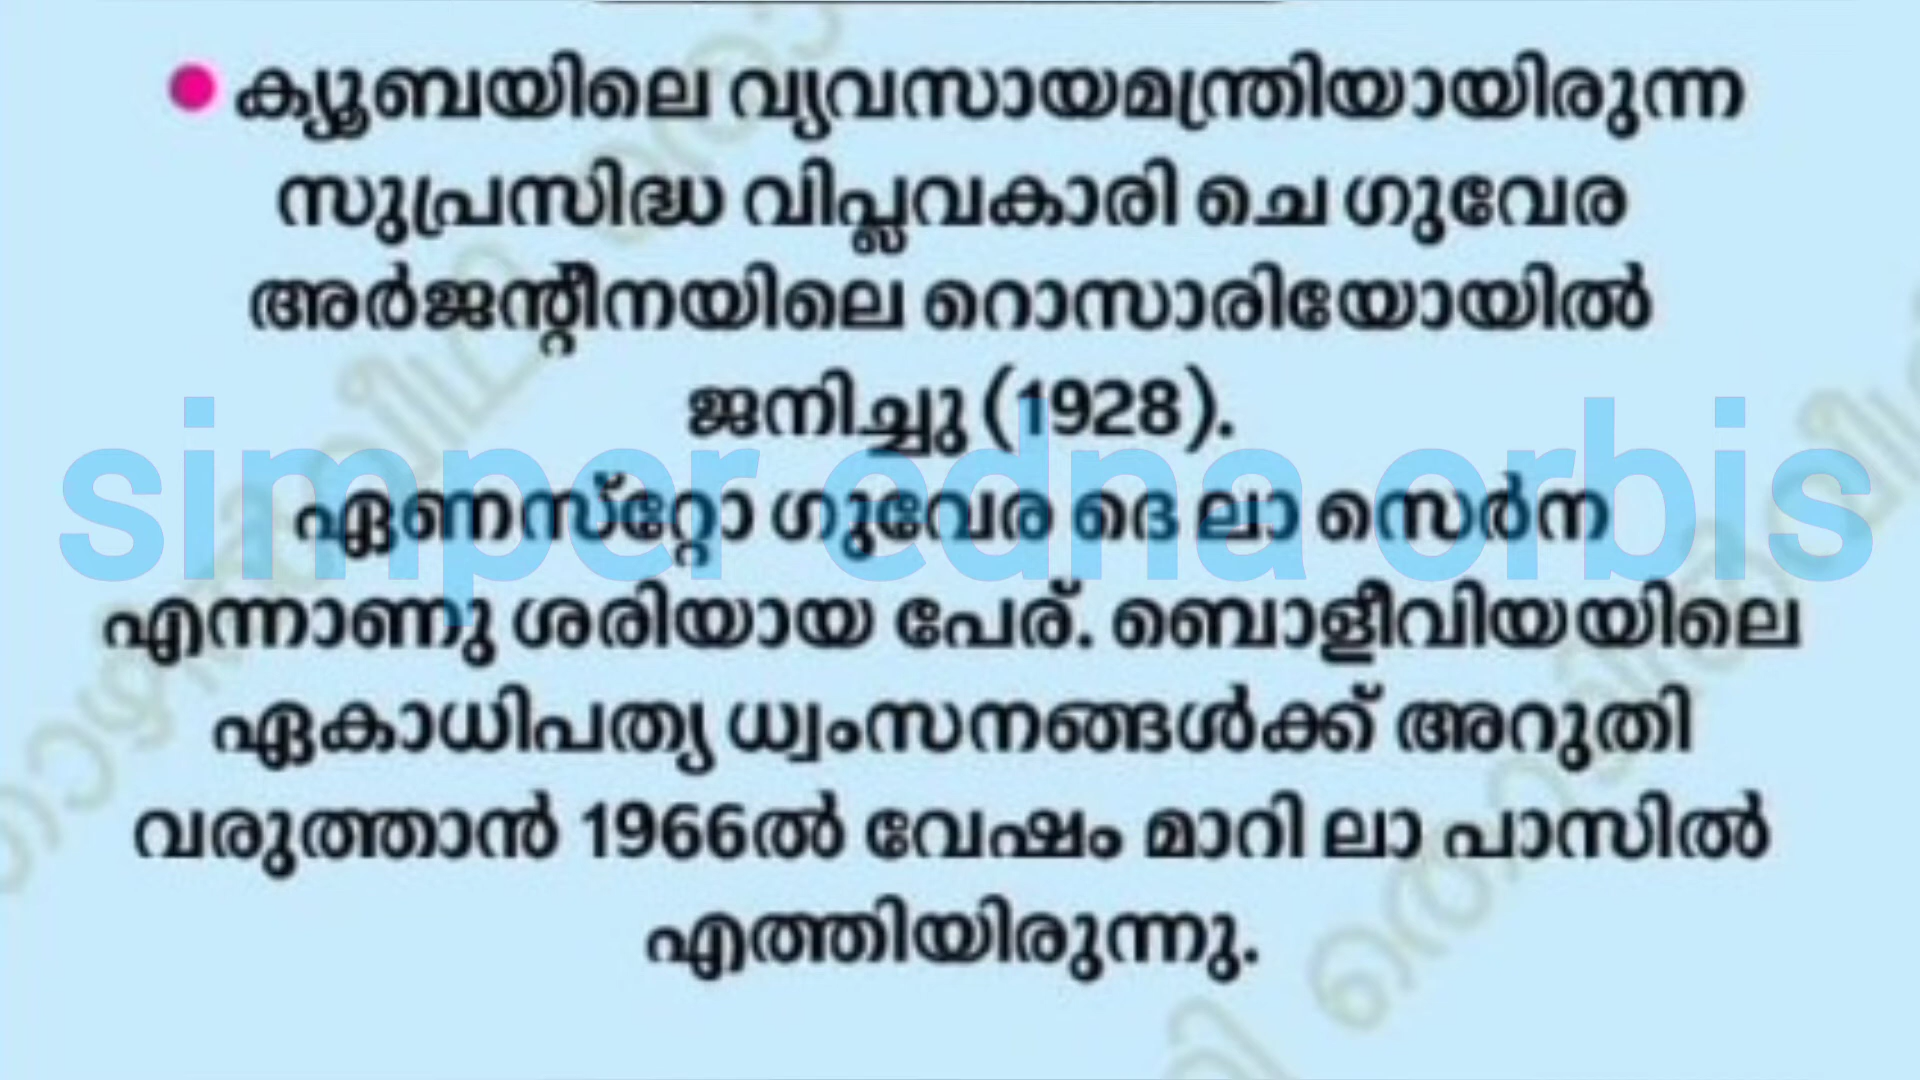 ക്യൂബയിലെ വ്യവസായമന്ത്രിയായിരുന്ന
സുപ്രസിദ്ധ വിപ്ലവകാരി ചെ ഗുവേര
അർജന്റീനയിലെ റൊസാരിയോയിൽ
ജനിച്ചു (1928).
simper edna orbis
ഏണസ്റ്റോ ഗുവേര ദെ ലാ സെർന
എന്നാണു ശരിയായ പേര്. ബൊളീവിയയിലെ
ഏകാധിപത്യ ധ്വംസനങ്ങൾക്ക് അറുതി
വരുത്താൻ 1966ൽ വേഷം മാറി ലാ പാസിൽ
എത്തിയിരുന്നു.